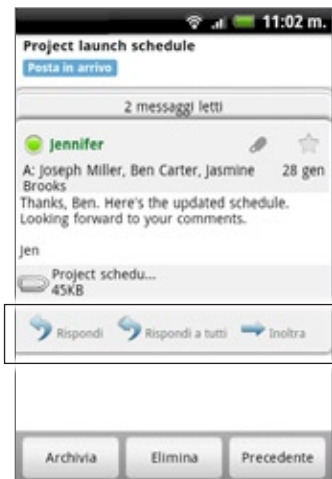 11:02 m.
Project launch schedule
Posta in arrivo
2 messaggi letti
Jennifer
A: Joseph Miller, Ben Carter, Jasmine 28 gen
Brooks
Thanks, Ben. Here's the updated schedule.
Looking forward to your comments.
Jen
Project schedu...
45KB
Rispondi Rispondi a tutti Inoltra
Archivia Elimina Precedente